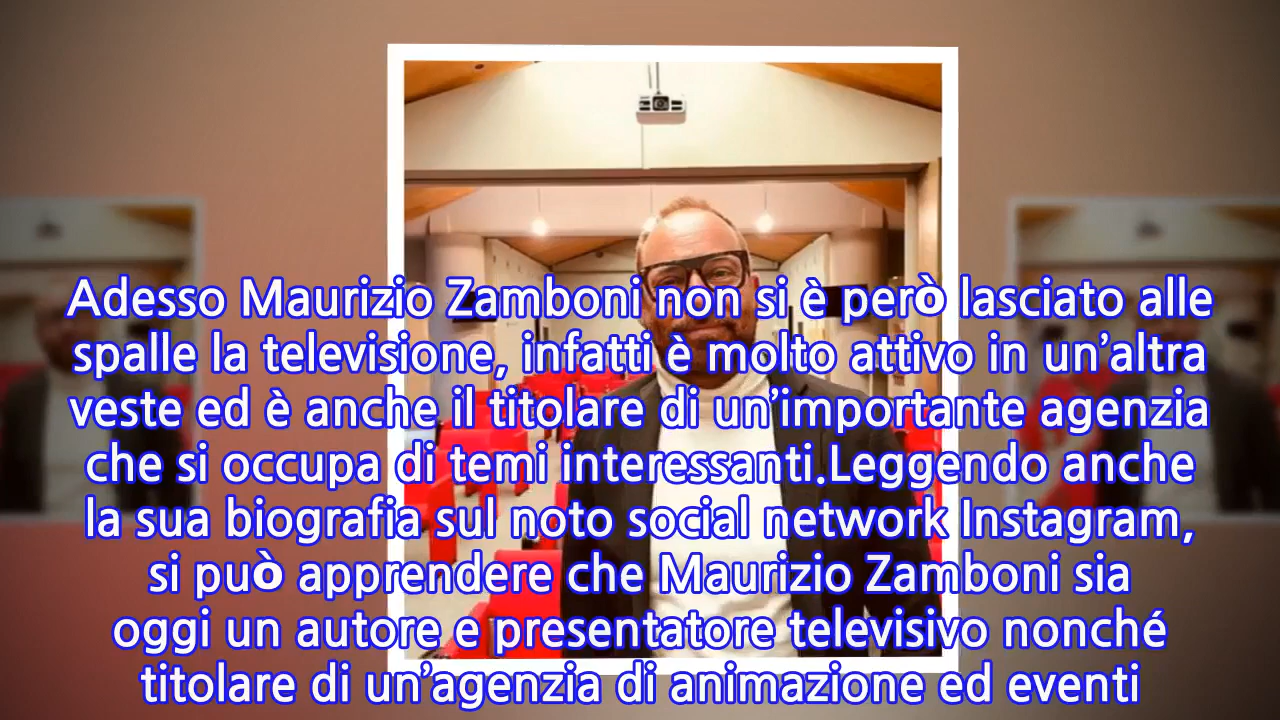 Adesso Maurizio Zamboni non si è però lasciato alle
spalle la televisione, infatti è molto attivo in un’altra
veste ed è anche il titolare di un’importante agenzia
che si occupa di temi interessanti.Leggendo anche
la sua biografia sul noto social network Instagram,
si può apprendere che Maurizio Zamboni sia
oggi un autore e presentatore televisivo nonché
titolare di un’agenzia di animazione ed eventi